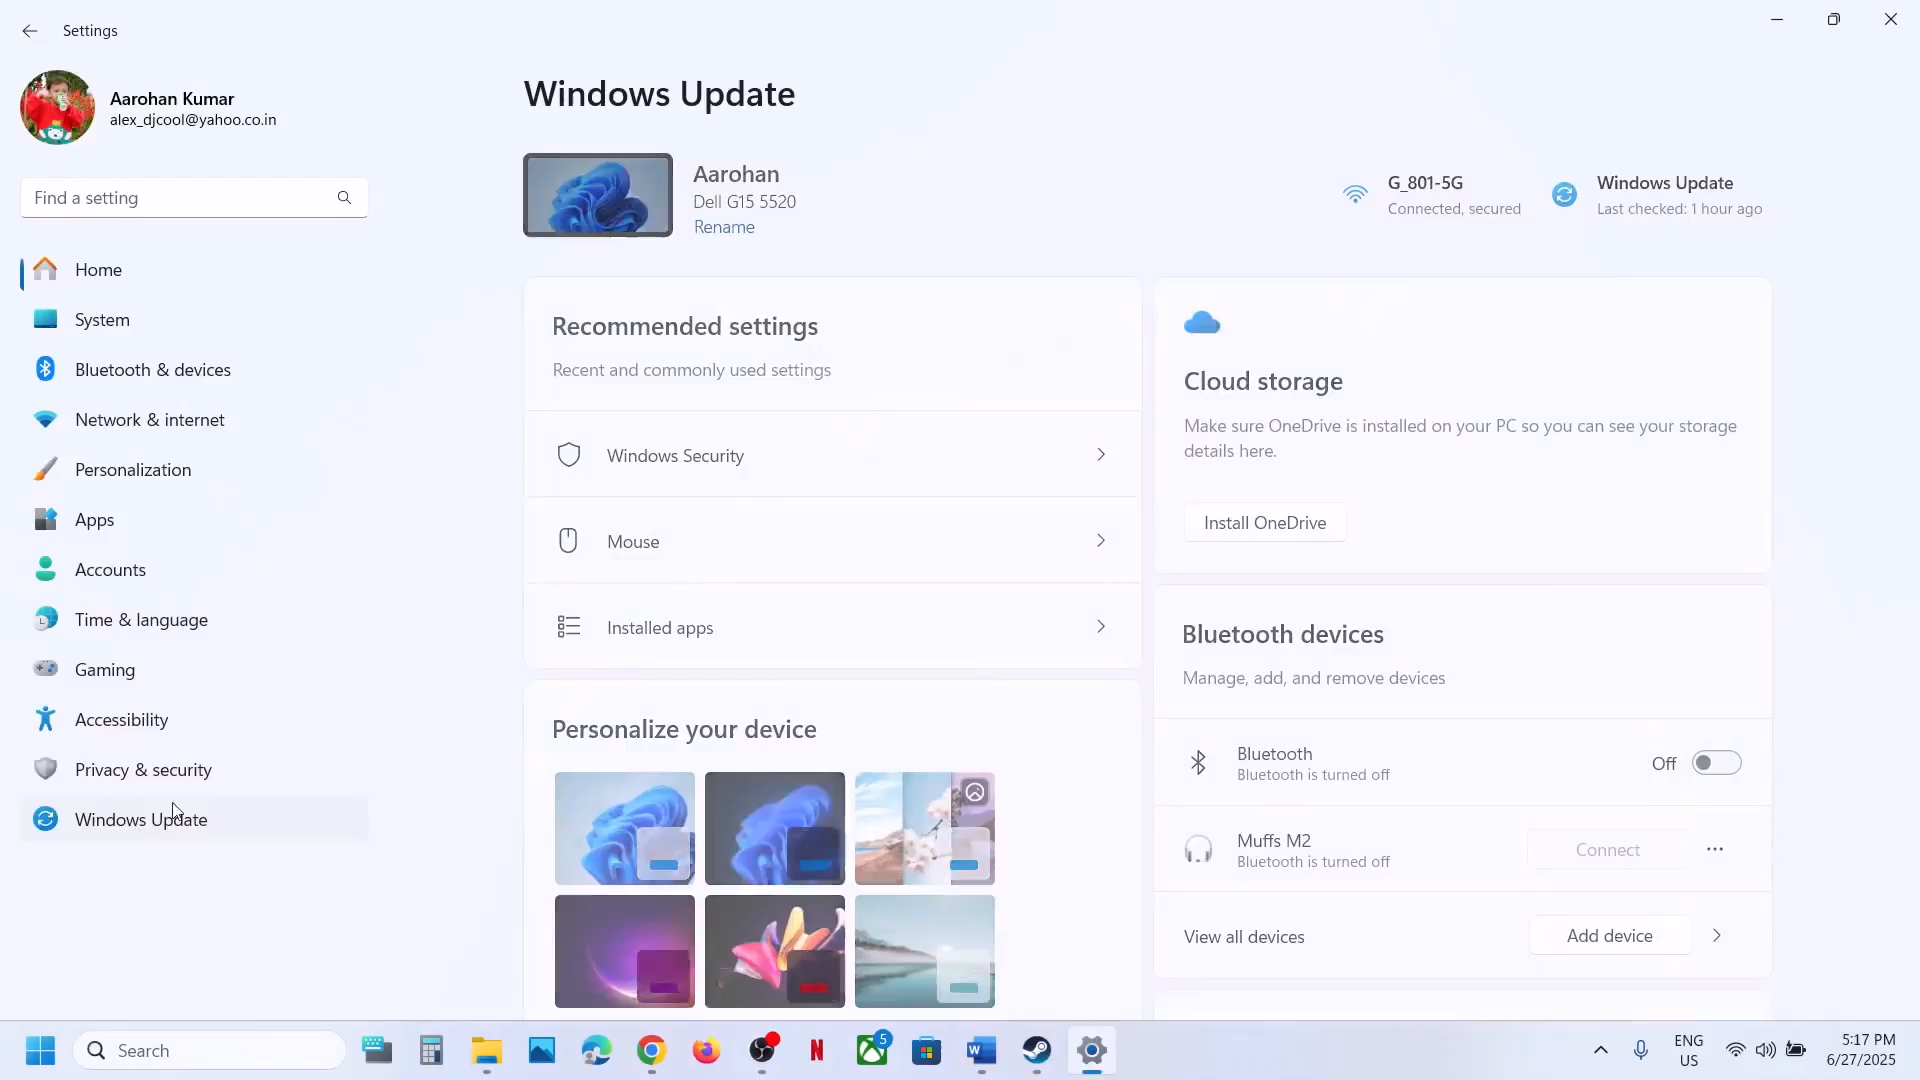 Settings
Aarohan Kumar
alex_djcool@yahoo.co.in
Find a setting
Home
System
Bluetooth & devices
Network & internet
Personalization
Apps
Accounts
Time & language
Gaming
Accessibility
Privacy & security
Windows Update
Windows Update
Aarohan
Dell G15 5520
Rename
G_801-5G
Connected, secured
Windows Update
Last checked: 1 hour ago
Recommended settings
Recent and commonly used settings
Windows Security
Mouse
Installed apps
Personalize your device
Cloud storage
Make sure OneDrive is installed on your PC so you can see your storage
details here.
Install OneDrive
Bluetooth devices
Manage, add, and remove devices
Bluetooth
Bluetooth is turned off
Off
Muffs M2
Bluetooth is turned off
Connect
View all devices
Add device
Search
N
5
W
ENG
US
5:17 PM
6/27/2025